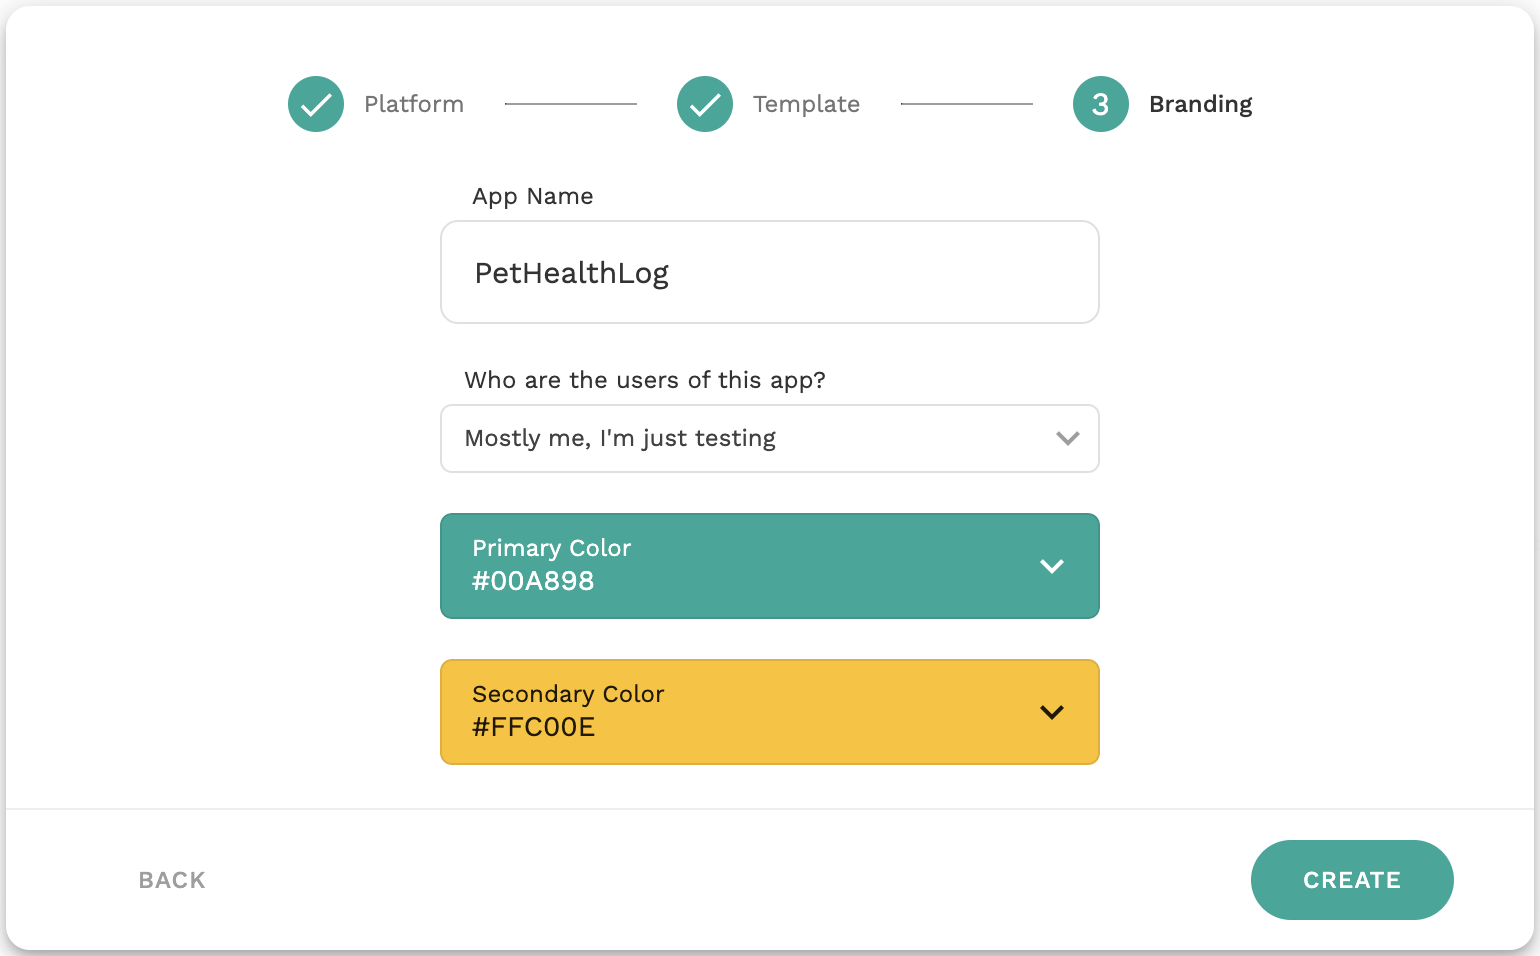 Platform
Template
3 Branding
App Name
PetHealthLog
Who are the users of this app?
Mostly me, I'm just testing
Primary Color
#00A898
Secondary Color
#FFC00E
BACK
CREATE